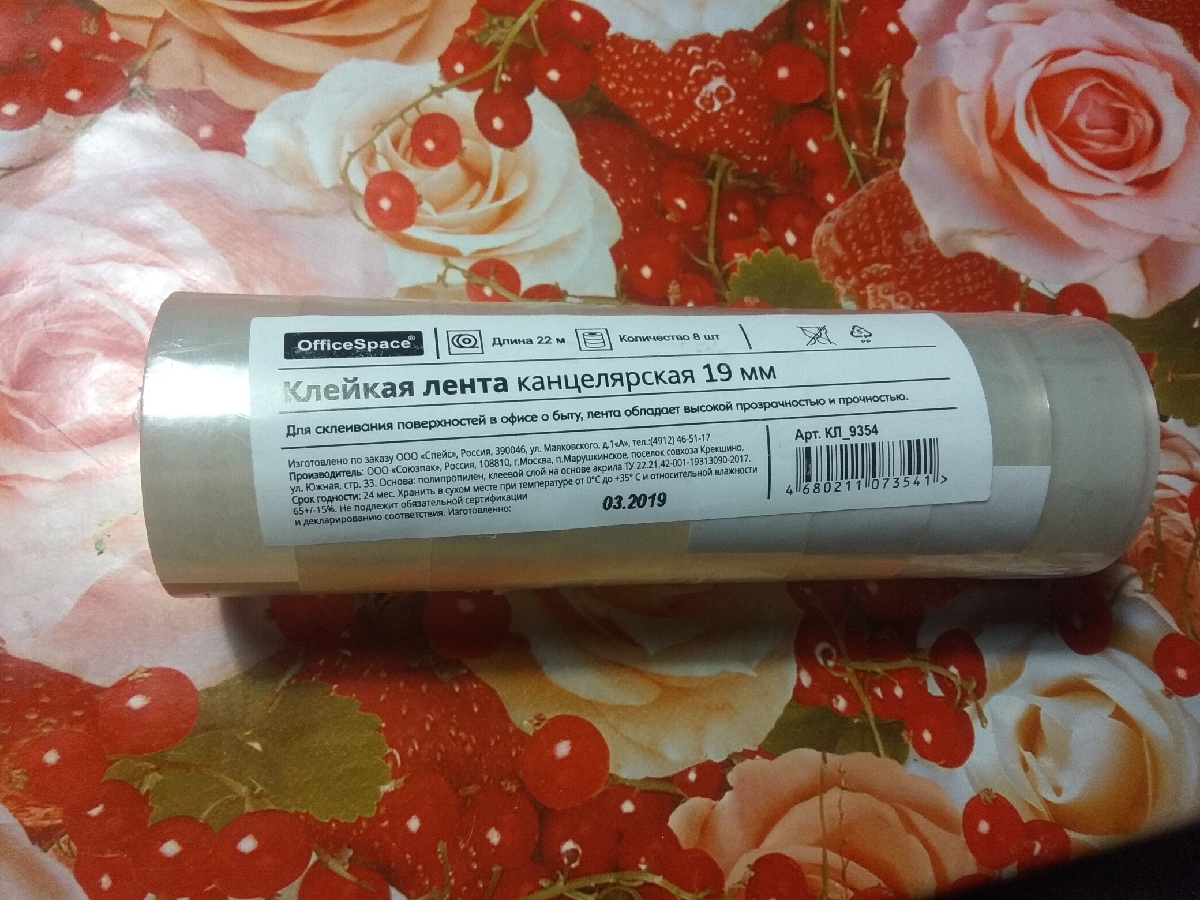 OfficeSpace®
Длина 22 м
Количество 8 шт
PP
Клейкая лента канцелярская 19 мм
Для склеивания поверхностей в офисе о быту, лента обладает высокой прозрачностью и прочностью.
Изготовлено по заказу ООО «Спейс», Россия, 390046, ул. Маяковского, д.1«А», тел.:(4912) 46-51-17
Производитель: ООО «Союзпак», Россия, 108810, г.Москва, п.Марушкинское, поселок совхоза Крекшино,
ул. Южная, стр. 33. Основа: полипропилен, клеевой слой на основе акрила ТУ 22.21.42-001-19313090-2017.
Срок годности: 24 мес. Хранить в сухом месте при температуре от 0°С до +35° С и относительной влажности
65+/-15%. Не подлежит обязательной сертификации
и декларированию соответствия. Изготовленно:
03.2019
Арт. КЛ_9354
4 680211 073541 >